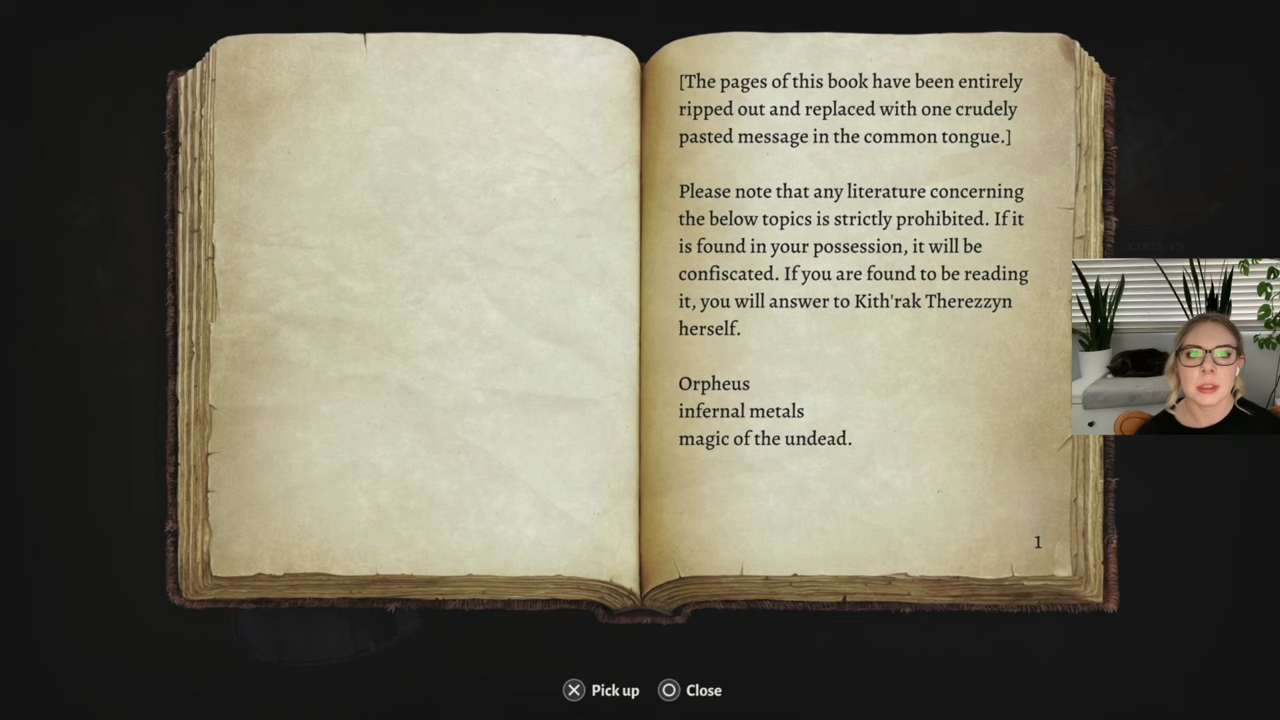 [The pages of this book have been entirely
ripped out and replaced with one crudely
pasted message in the common tongue.]
Please note that any literature concerning
the below topics is strictly prohibited. If it
is found in your possession, it will be
confiscated. If you are found to be reading
it, you will answer to Kith'rak Therezzyn
herself.
Orpheus
infernal metals
magic of the undead.
1
Pick up Close